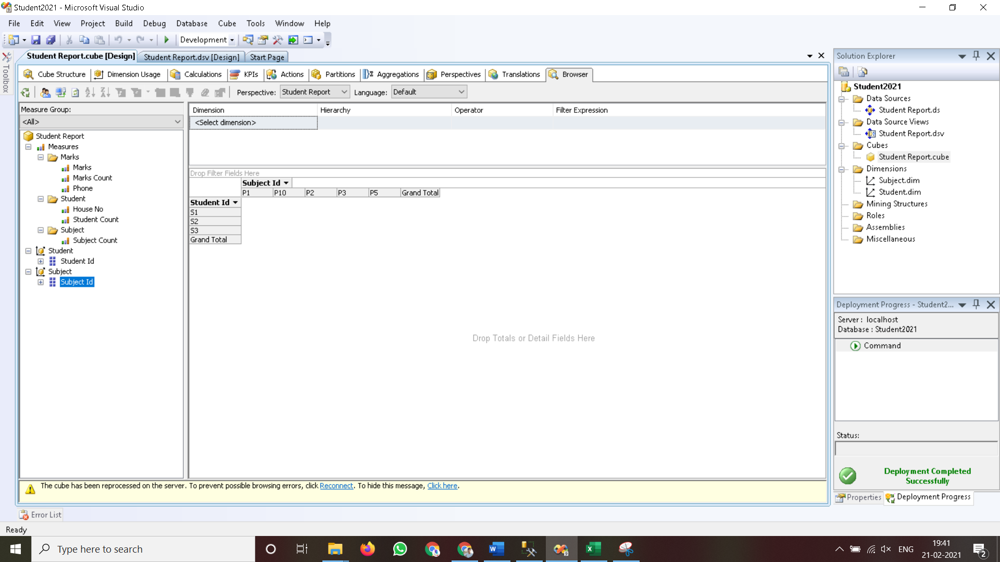 Student2021 - Microsoft Visual Studio
File Edit View Project Build Debug Database Cube Tools Window Help
Development
Student Report.cube [Design] Student Report.dsv [Design] Start Page
Toolbox
Cube Structure Dimension Usage Calculations KPIs Actions Partitions Aggregations Perspectives Translations Browser
Perspective: Student Report Language: Default
Measure Group:
<All>
Student Report
Measures
Marks
Marks
Marks Count
Phone
Student
House No
Student Count
Subject
Subject Count
Student
Student Id
Subject
Subject Id
Dimension Hierarchy Operator Filter Expression
<Select dimension>
Drop Filter Fields Here
Subject Id
P1 P10 P2 P3 P5 Grand Total
Student Id
S1
S2
S3
Grand Total
Drop Totals or Detail Fields Here
The cube has been reprocessed on the server. To prevent possible browsing errors, click Reconnect. To hide this message, Click here.
Solution Explorer
Student2021
Data Sources
Student Report.ds
Data Source Views
Student Report.dsv
Cubes
Student Report.cube
Dimensions
Subject.dim
Student.dim
Mining Structures
Roles
Assemblies
Miscellaneous
Deployment Progress - Student2...
Server : localhost
Database : Student2021
Command
Status:
Deployment Completed
Successfully
Properties Deployment Progress
Error List
Ready
Type here to search
ENG
19:41
21-02-2021
2